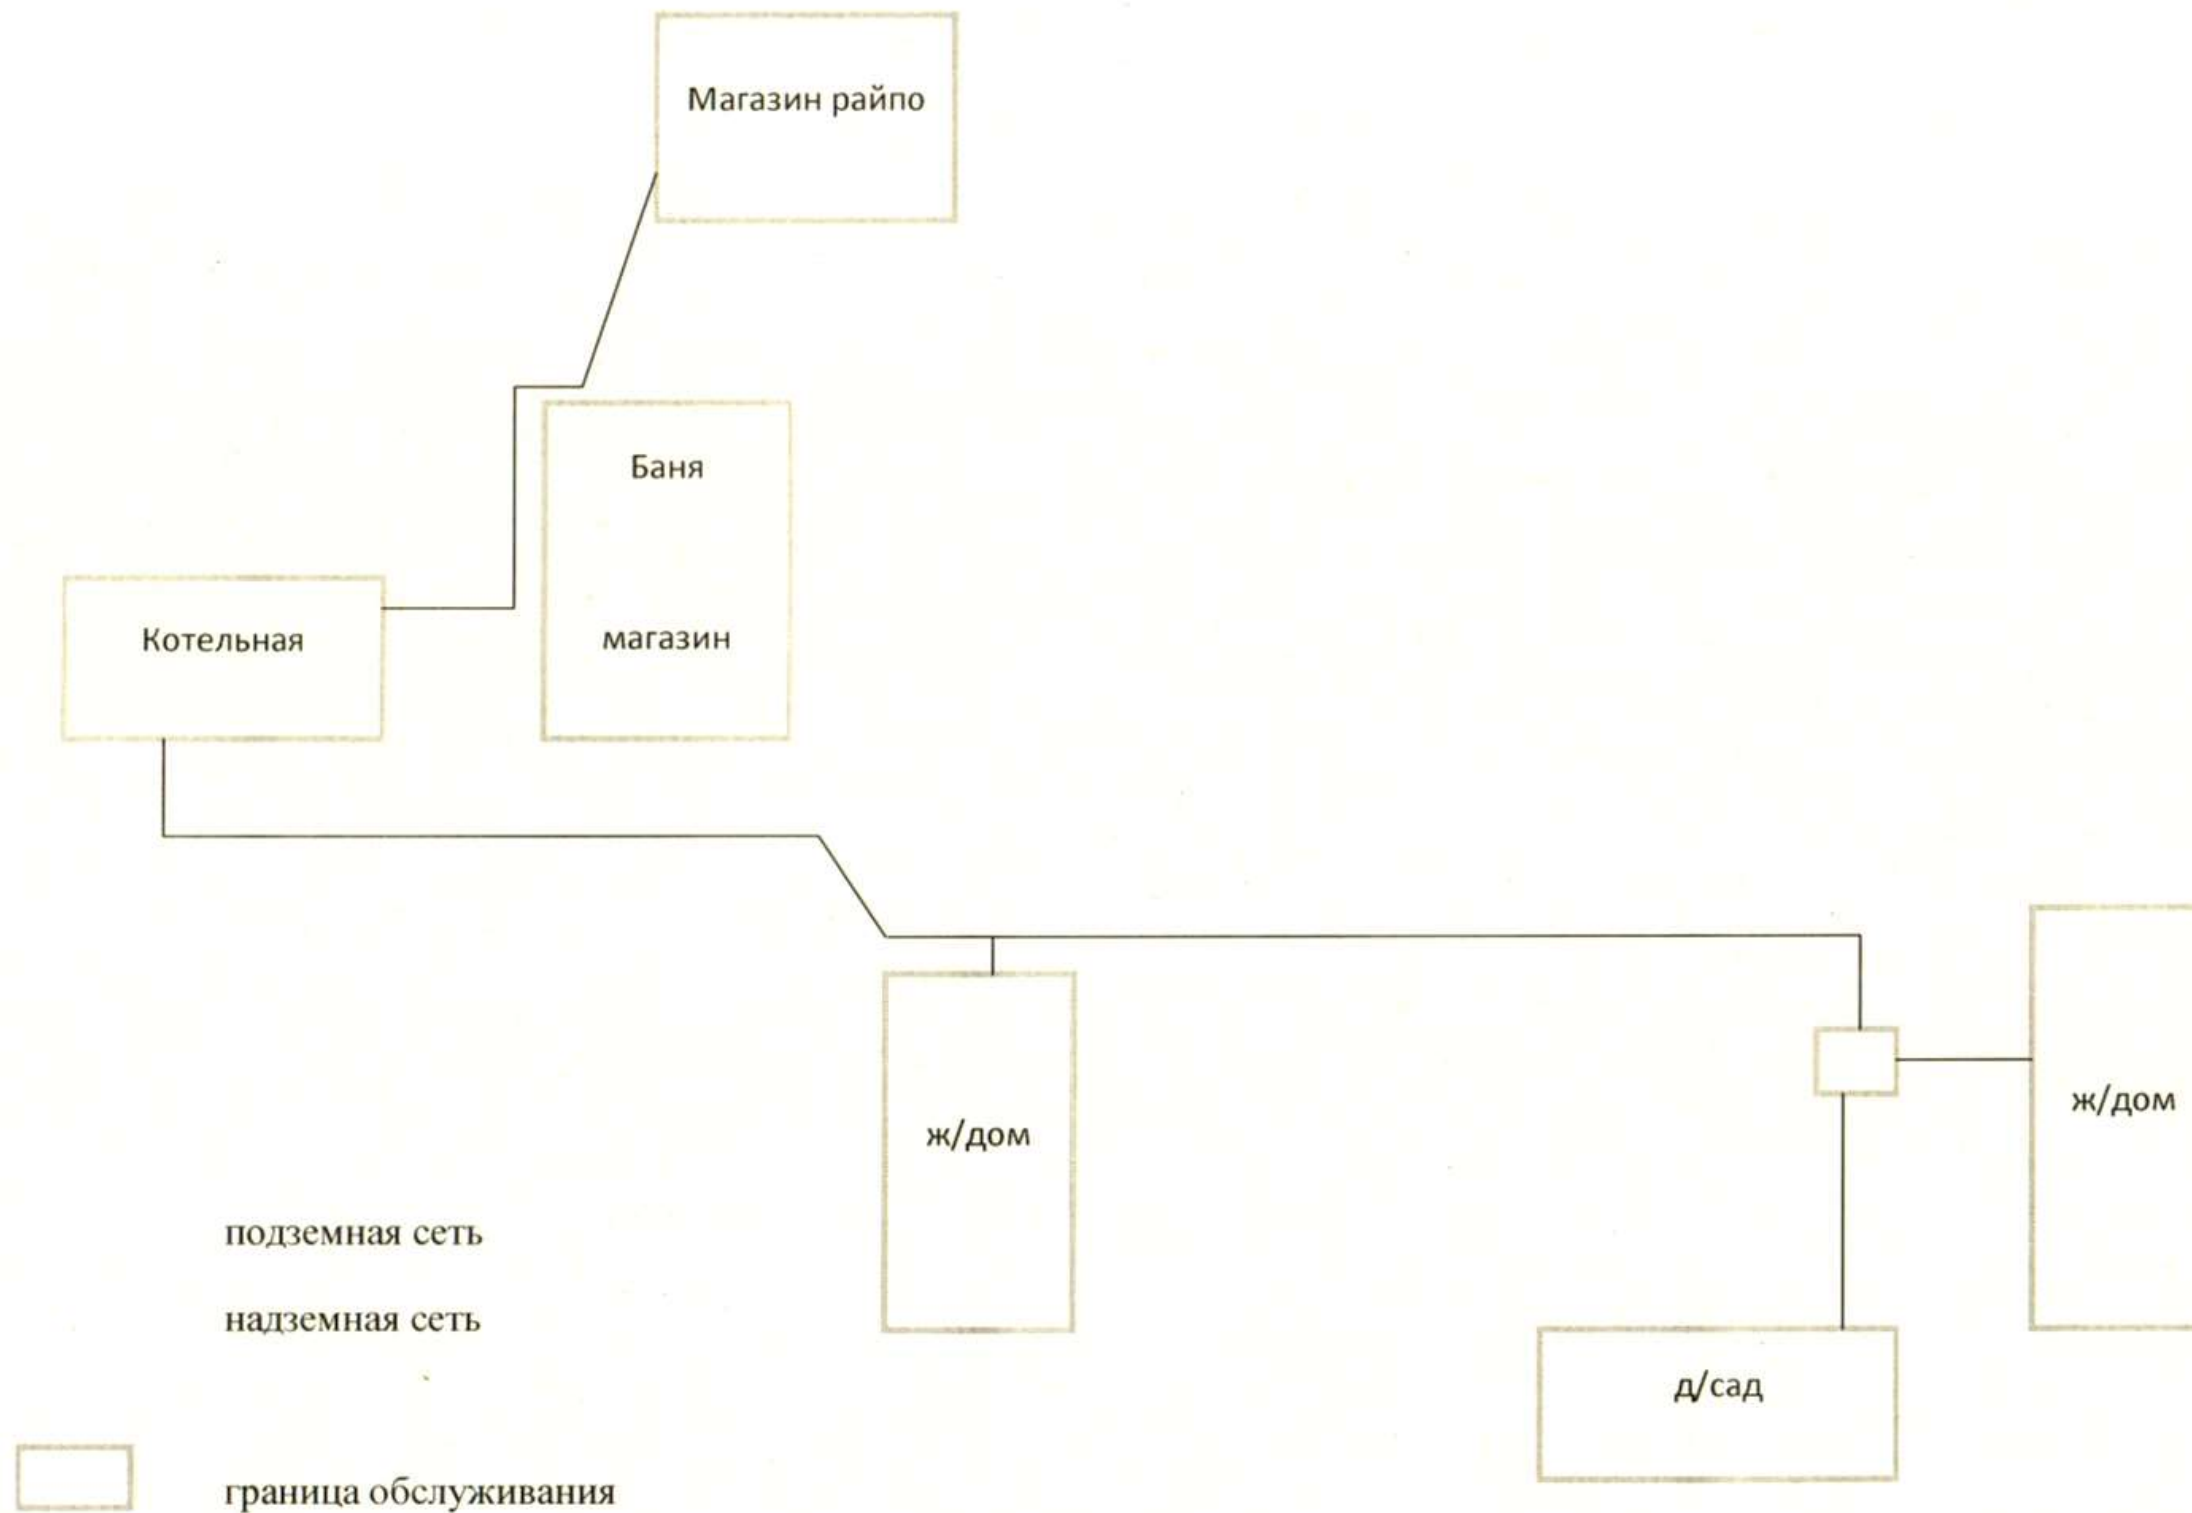 Магазин райпо
Баня
магазин
Котельная
ж/дом
ж/дом
д/сад
подземная сеть
надземная сеть
граница обслуживания